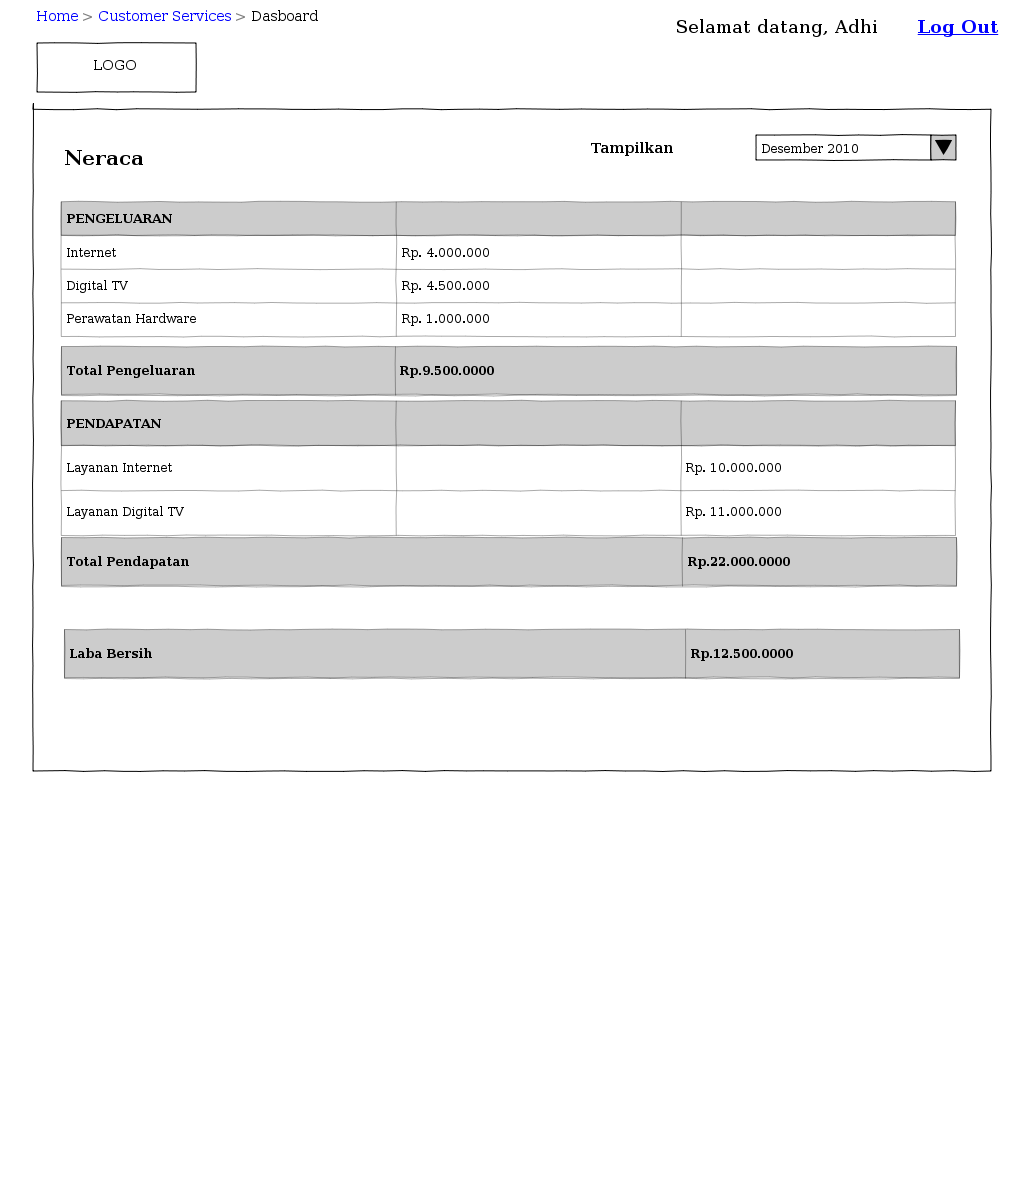 Home > Customer Services > Dasboard
Selamat datang, Adhi Log Out
LOGO
Neraca
Tampilkan Desember 2010
PENGELUARAN
Internet Rp. 4.000.000
Digital TV Rp. 4.500.000
Perawatan Hardware Rp. 1.000.000
Total Pengeluaran Rp.9.500.0000
PENDAPATAN
Layanan Internet Rp. 10.000.000
Layanan Digital TV Rp. 11.000.000
Total Pendapatan Rp.22.000.0000
Laba Bersih Rp.12.500.0000